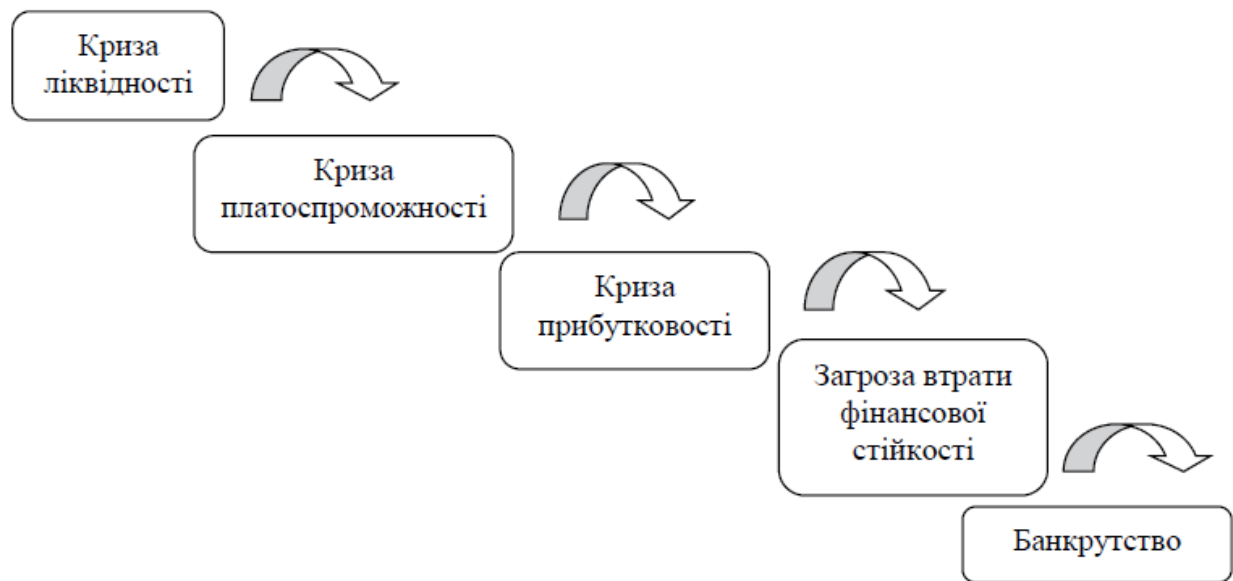 Криза
ліквідності
Криза
платоспроможності
Криза
прибутковості
Загроза втрати
фінансової
стійкості
Банкрутство